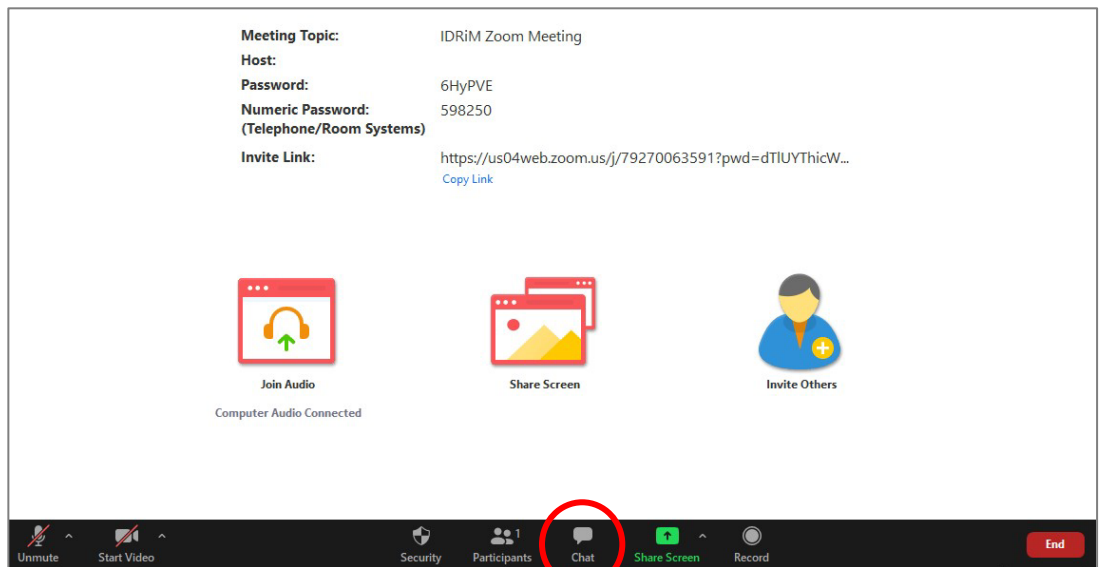 Meeting Topic: IDRiM Zoom Meeting
Host:
Password: 6HyPVE
Numeric Password: 598250
(Telephone/Room Systems)
Invite Link: https://us04web.zoom.us/j/79270063591?pwd=dTlUYThicW...
Copy Link
Join Audio Share Screen Invite Others
Computer Audio Connected
1
Unmute Start Video Security Participants Chat Share Screen Record End